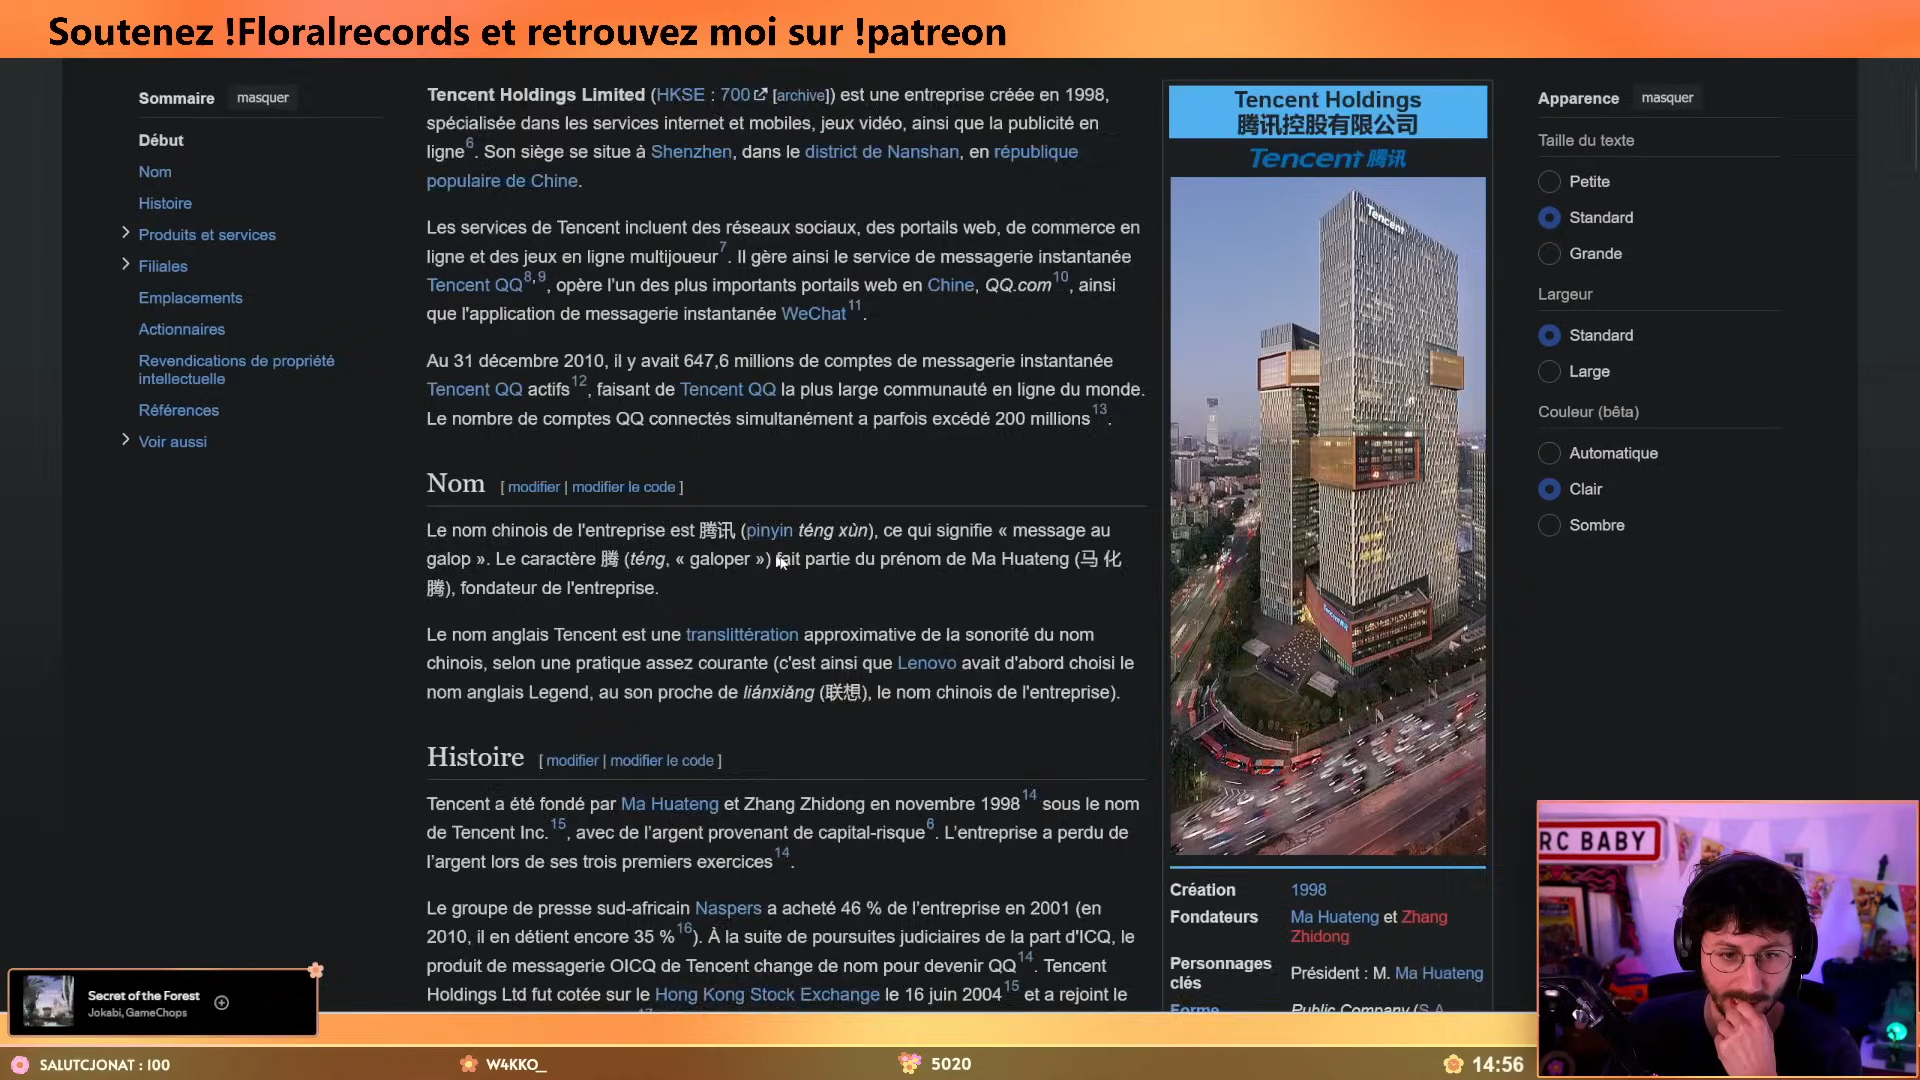 Soutenez !Floralrecords et retrouvez moi sur !patreon
Sommaire masquer
Début
Nom
Histoire
Produits et services
Filiales
Emplacements
Actionnaires
Revendications de propriété
intellectuelle
Références
Voir aussi
Tencent Holdings Limited (HKSE : 700 [archive]) est une entreprise créée en 1998,
spécialisée dans les services internet et mobiles, jeux vidéo, ainsi que la publicité en
ligne6. Son siège se situe à Shenzhen, dans le district de Nanshan, en république
populaire de Chine.
Les services de Tencent incluent des réseaux sociaux, des portails web, de commerce en
ligne et des jeux en ligne multijoueur7. Il gère ainsi le service de messagerie instantanée
Tencent QQ8,9, opère l'un des plus importants portails web en Chine, QQ.com10, ainsi
que l'application de messagerie instantanée WeChat11.
Au 31 décembre 2010, il y avait 647,6 millions de comptes de messagerie instantanée
Tencent QQ actifs12, faisant de Tencent QQ la plus large communauté en ligne du monde.
Le nombre de comptes QQ connectés simultanément a parfois excédé 200 millions13.
Nom [ modifier | modifier le code ]
Le nom chinois de l'entreprise est 腾讯 (pinyin téng xùn), ce qui signifie « message au
galop ». Le caractère 腾 (téng, « galoper ») fait partie du prénom de Ma Huateng (马 化
腾), fondateur de l'entreprise.
Le nom anglais Tencent est une translittération approximative de la sonorité du nom
chinois, selon une pratique assez courante (c'est ainsi que Lenovo avait d'abord choisi le
nom anglais Legend, au son proche de liánxiǎng (联想), le nom chinois de l'entreprise).
Histoire [ modifier | modifier le code ]
Tencent a été fondé par Ma Huateng et Zhang Zhidong en novembre 199814 sous le nom
de Tencent Inc.15, avec de l'argent provenant de capital-risque6. L'entreprise a perdu de
l'argent lors de ses trois premiers exercices14.
Le groupe de presse sud-africain Naspers a acheté 46 % de l'entreprise en 2001 (en
2010, il en détient encore 35 %16). À la suite de poursuites judiciaires de la part d'ICQ, le
produit de messagerie OICQ de Tencent change de nom pour devenir QQ14. Tencent
Holdings Ltd fut cotée sur le Hong Kong Stock Exchange le 16 juin 200415 et a rejoint le
17
Tencent Holdings
腾讯控股有限公司
Tencent 腾讯
Tencent
Création 1998
Fondateurs Ma Huateng et Zhang
Zhidong
Personnages
clés Président : M. Ma Huateng
Forme Public Company (S.A.
Apparence masquer
Taille du texte
Petite
Standard
Grande
Largeur
Standard
Large
Couleur (bêta)
Automatique
Clair
Sombre
RC BABY
Secret of the Forest
Jokabi, GameChops
SALUTCJONAT : 100
W4KKO_
5020
14:56